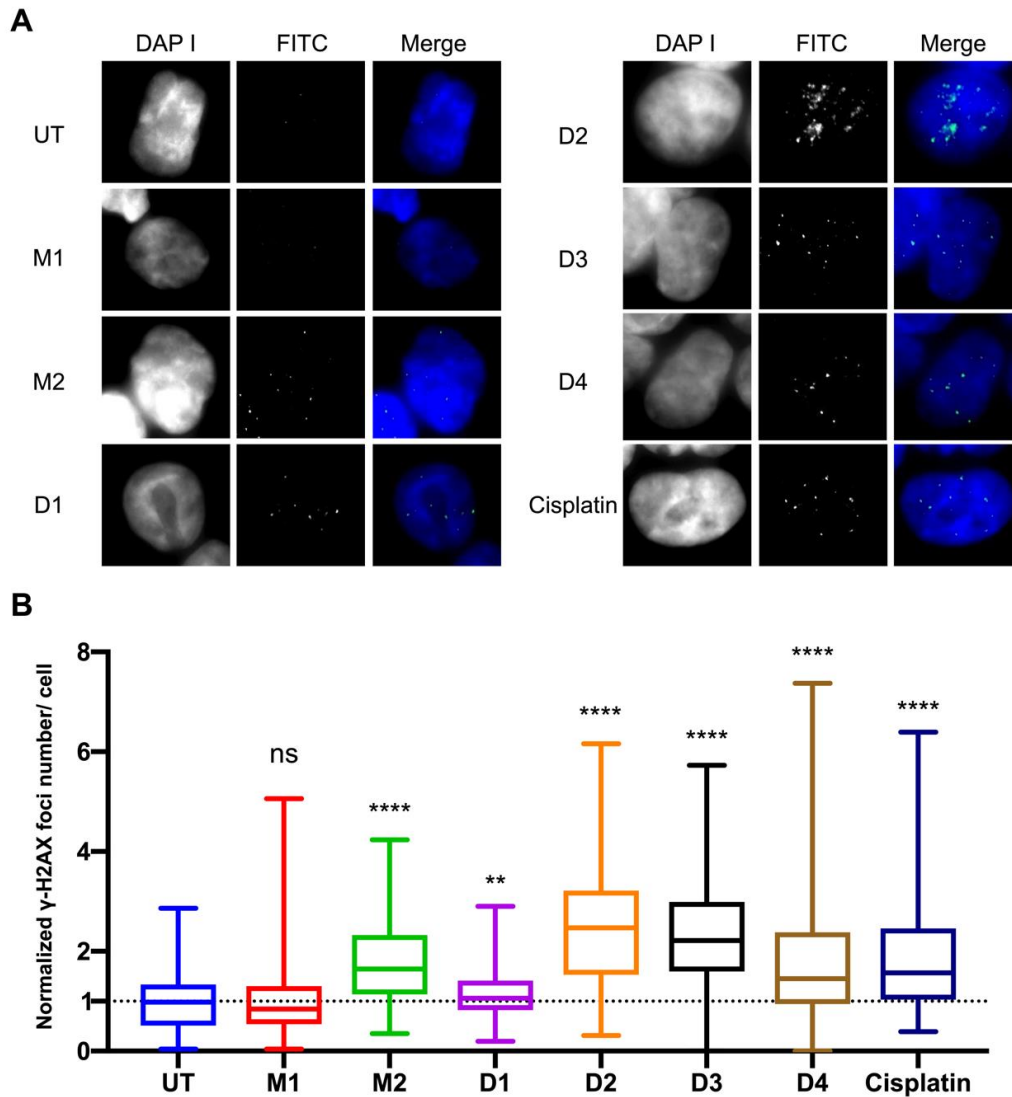 A
DAP I FITC Merge
UT
M1
M2
D1
DAP I FITC Merge
D2
D3
D4
Cisplatin
B
Normalized γ-H2AX foci number/ cell
8
6
4
2
1
0
ns
****
**
****
****
****
****
UT M1 M2 D1 D2 D3 D4 Cisplatin